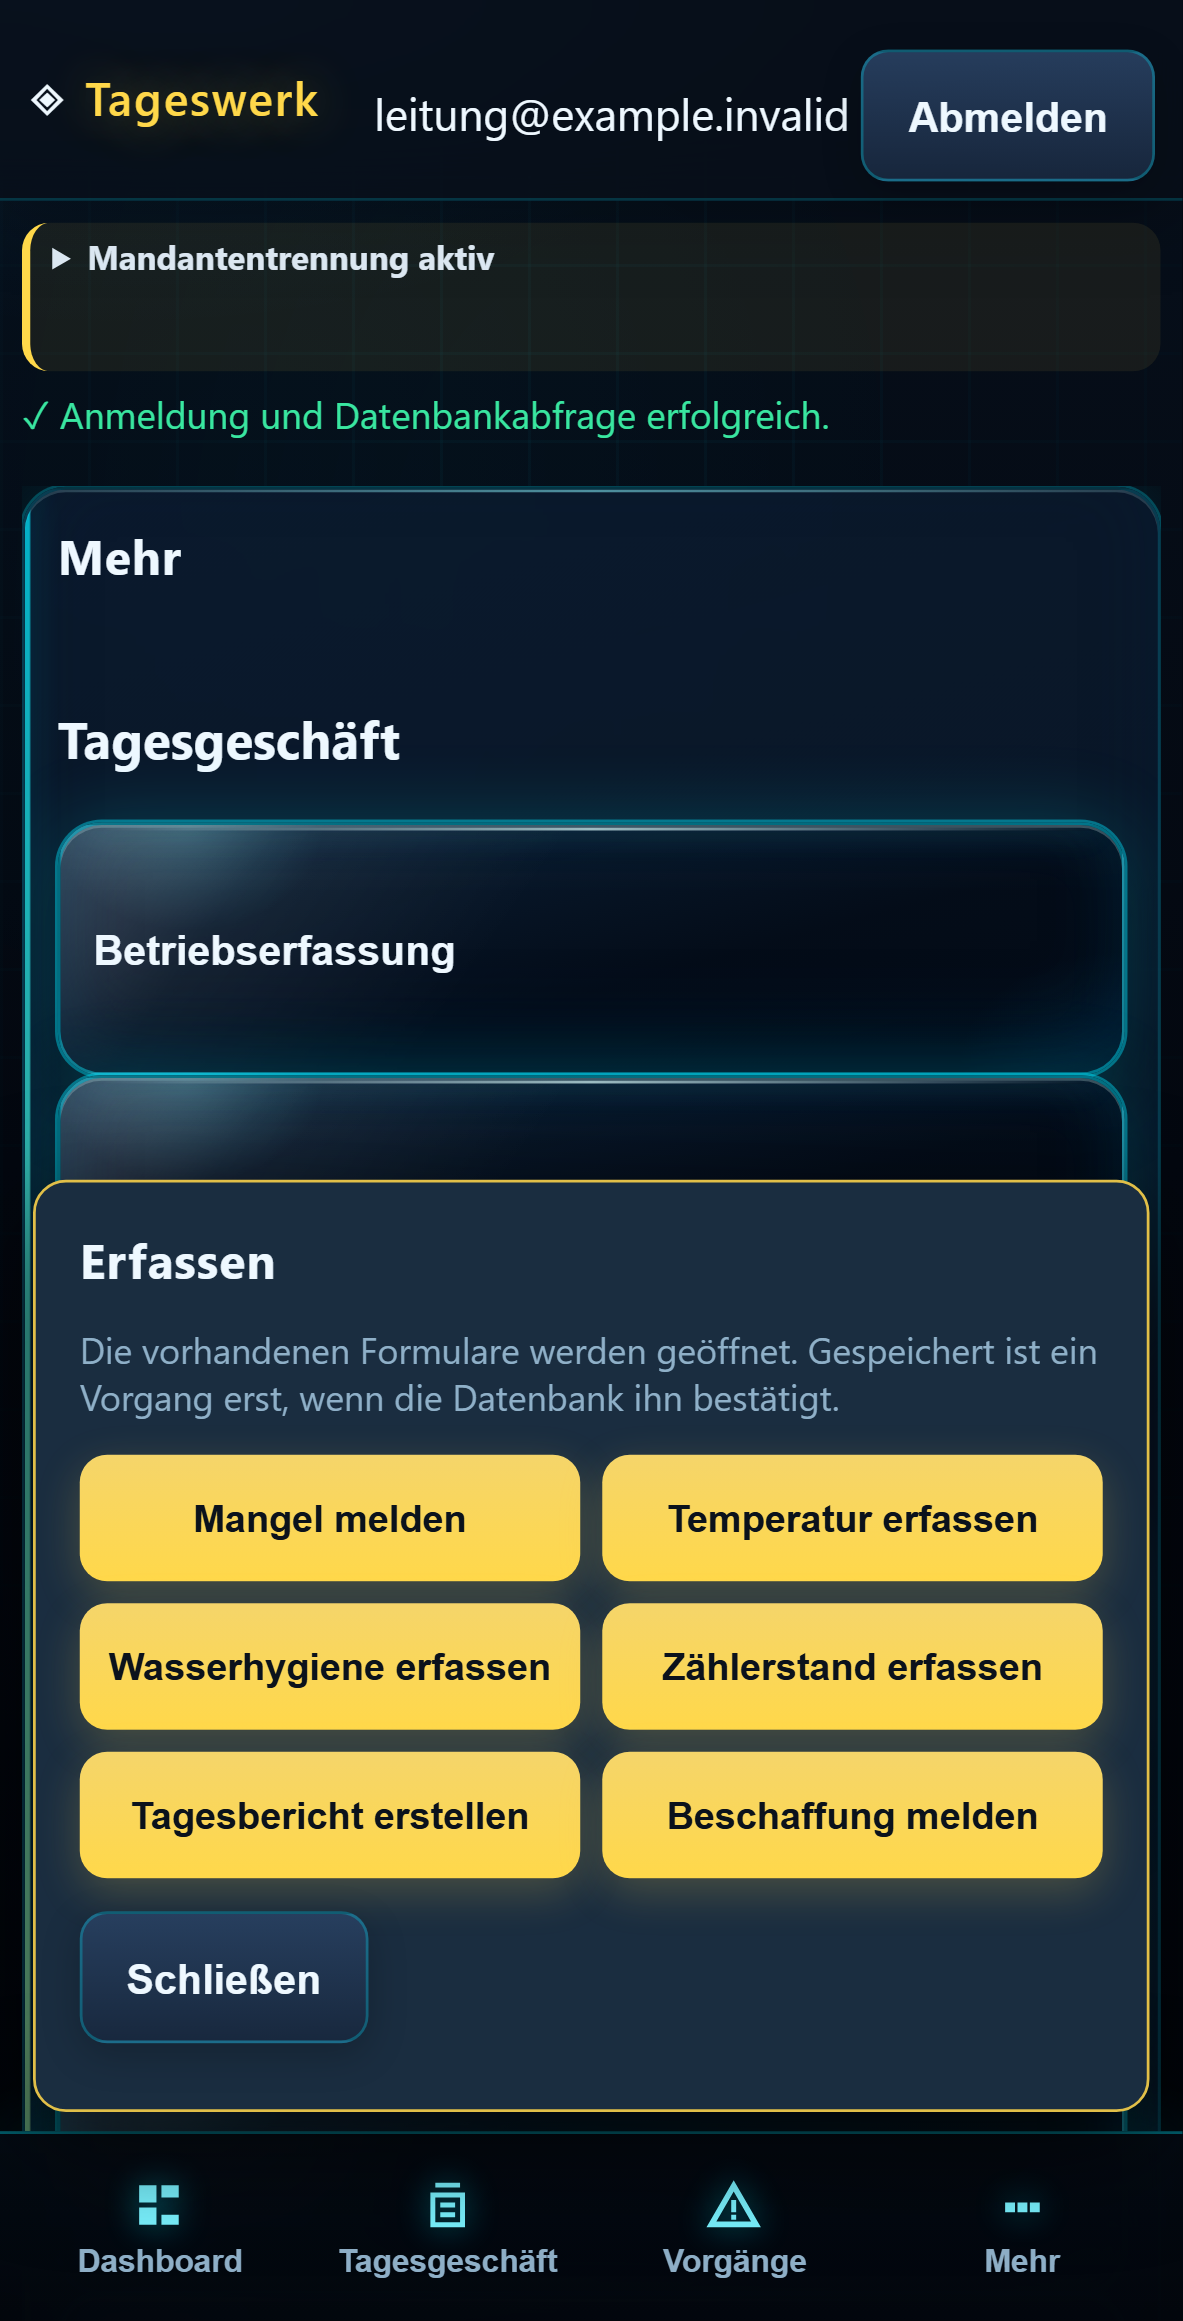 Tageswerk
leitung@example.invalid
Abmelden
Mandantentrennung aktiv
✓ Anmeldung und Datenbankabfrage erfolgreich.
Mehr
Tagesgeschäft
Betriebserfassung
Erfassen
Die vorhandenen Formulare werden geöffnet. Gespeichert ist ein
Vorgang erst, wenn die Datenbank ihn bestätigt.
Mangel melden
Temperatur erfassen
Wasserhygiene erfassen
Zählerstand erfassen
Tagesbericht erstellen
Beschaffung melden
Schließen
Dashboard
Tagesgeschäft
Vorgänge
Mehr